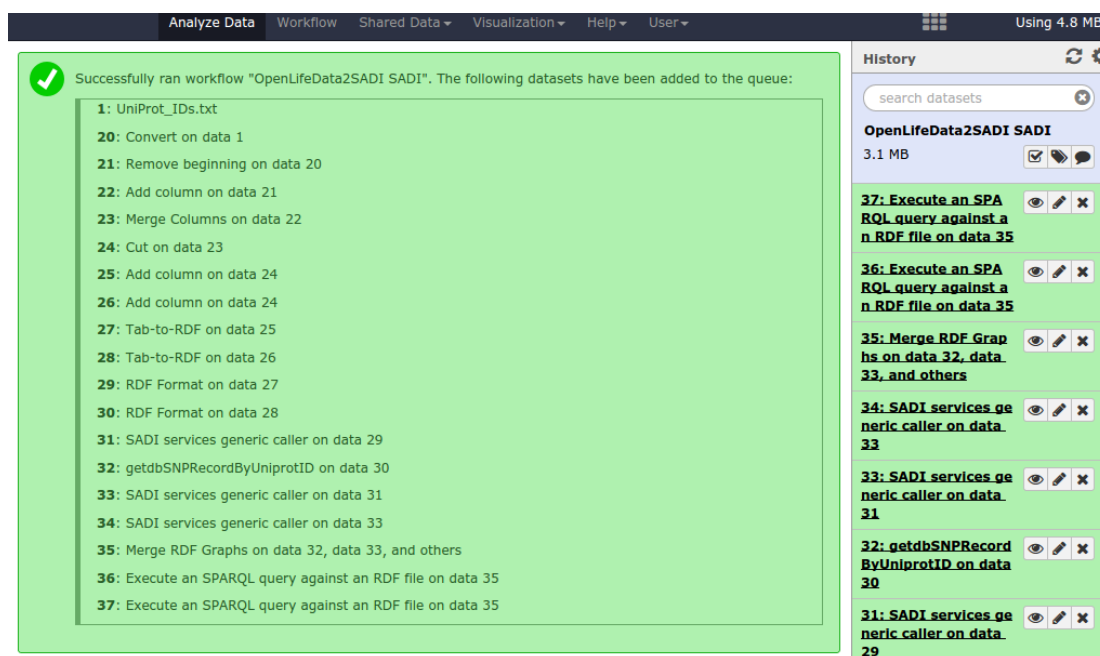 Analyze Data Workflow Shared Data Visualization Help User Using 4.8 MB
Successfully ran workflow "OpenLifeData2SADI SADI". The following datasets have been added to the queue:
1: UniProt_IDs.txt
20: Convert on data 1
21: Remove beginning on data 20
22: Add column on data 21
23: Merge Columns on data 22
24: Cut on data 23
25: Add column on data 24
26: Add column on data 24
27: Tab-to-RDF on data 25
28: Tab-to-RDF on data 26
29: RDF Format on data 27
30: RDF Format on data 28
31: SADI services generic caller on data 29
32: getdbSNPRecordByUniprotID on data 30
33: SADI services generic caller on data 31
34: SADI services generic caller on data 33
35: Merge RDF Graphs on data 32, data 33, and others
36: Execute an SPARQL query against an RDF file on data 35
37: Execute an SPARQL query against an RDF file on data 35
History
search datasets
OpenLifeData2SADI SADI
3.1 MB
37: Execute an SPA
RQL query against a
n RDF file on data 35
36: Execute an SPA
RQL query against a
n RDF file on data 35
35: Merge RDF Grap
hs on data 32, data
33, and others
34: SADI services ge
neric caller on data
33
33: SADI services ge
neric caller on data
31
32: getdbSNPRecord
ByUniprotID on data
30
31: SADI services ge
neric caller on data
29